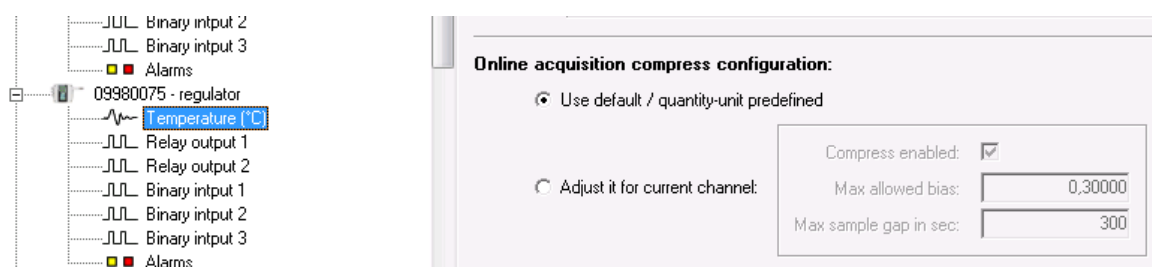 Binary intput 2
Binary intput 3
Alarms
09980075 - regulator
Temperature (°C)
Relay output 1
Relay output 2
Binary intput 1
Binary intput 2
Binary intput 3
Alarms
Online acquisition compress configuration:
Use default / quantity-unit predefined
Adjust it for current channel:
Compress enabled:
Max allowed bias: 0,30000
Max sample gap in sec: 300